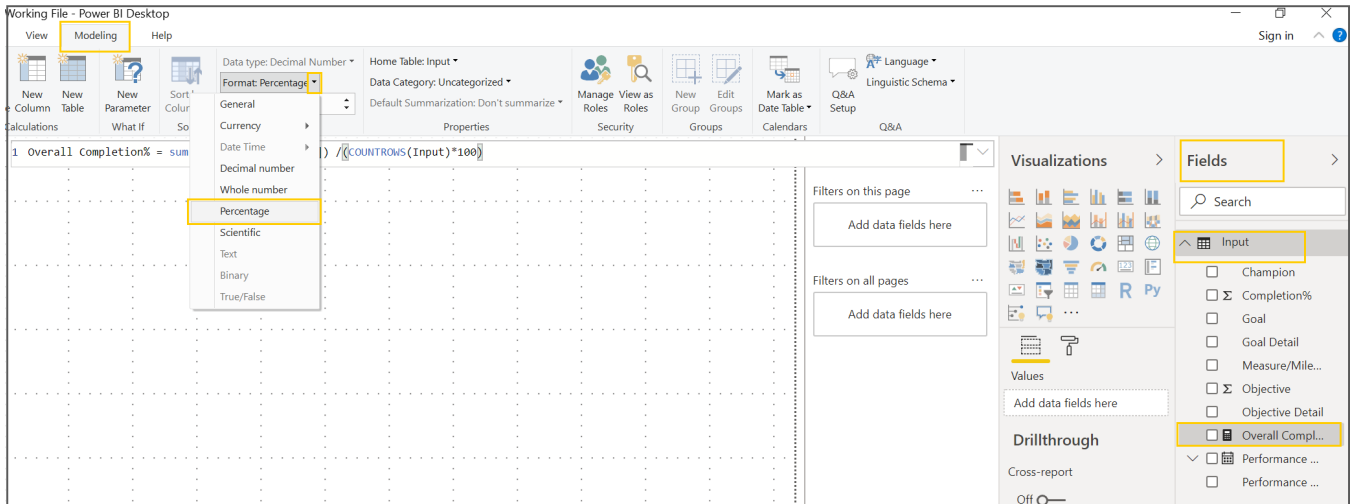 Working File - Power BI Desktop
View Modeling Help Sign in ?
Data type: Decimal Number
Format: Percentage
Home Table: Input
Data Category: Uncategorized
Default Summarization: Don't summarize
Language
Linguistic Schema
New
e Column
New
Table
New
Parameter
Sort
Colum
Manage
Roles
View as
Roles
New
Group
Edit
Groups
Mark as
Date Table
Q&A
Setup
Calculations What If So Properties Security Groups Calendars Q&A
General
Currency
Date Time
Decimal number
Whole number
Percentage
Scientific
Text
Binary
True/False
1 Overall Completion% = sum ) /(COUNTROWS(Input)*100)
Filters on this page ...
Add data fields here
Filters on all pages ...
Add data fields here
Visualizations >
123
R Py
...
Values
Add data fields here
Drillthrough
Cross-report
Off
Fields >
Search
Input
Champion
Σ Completion%
Goal
Goal Detail
Measure/Mile...
Σ Objective
Objective Detail
Overall Compl...
Performance ...
Performance ...